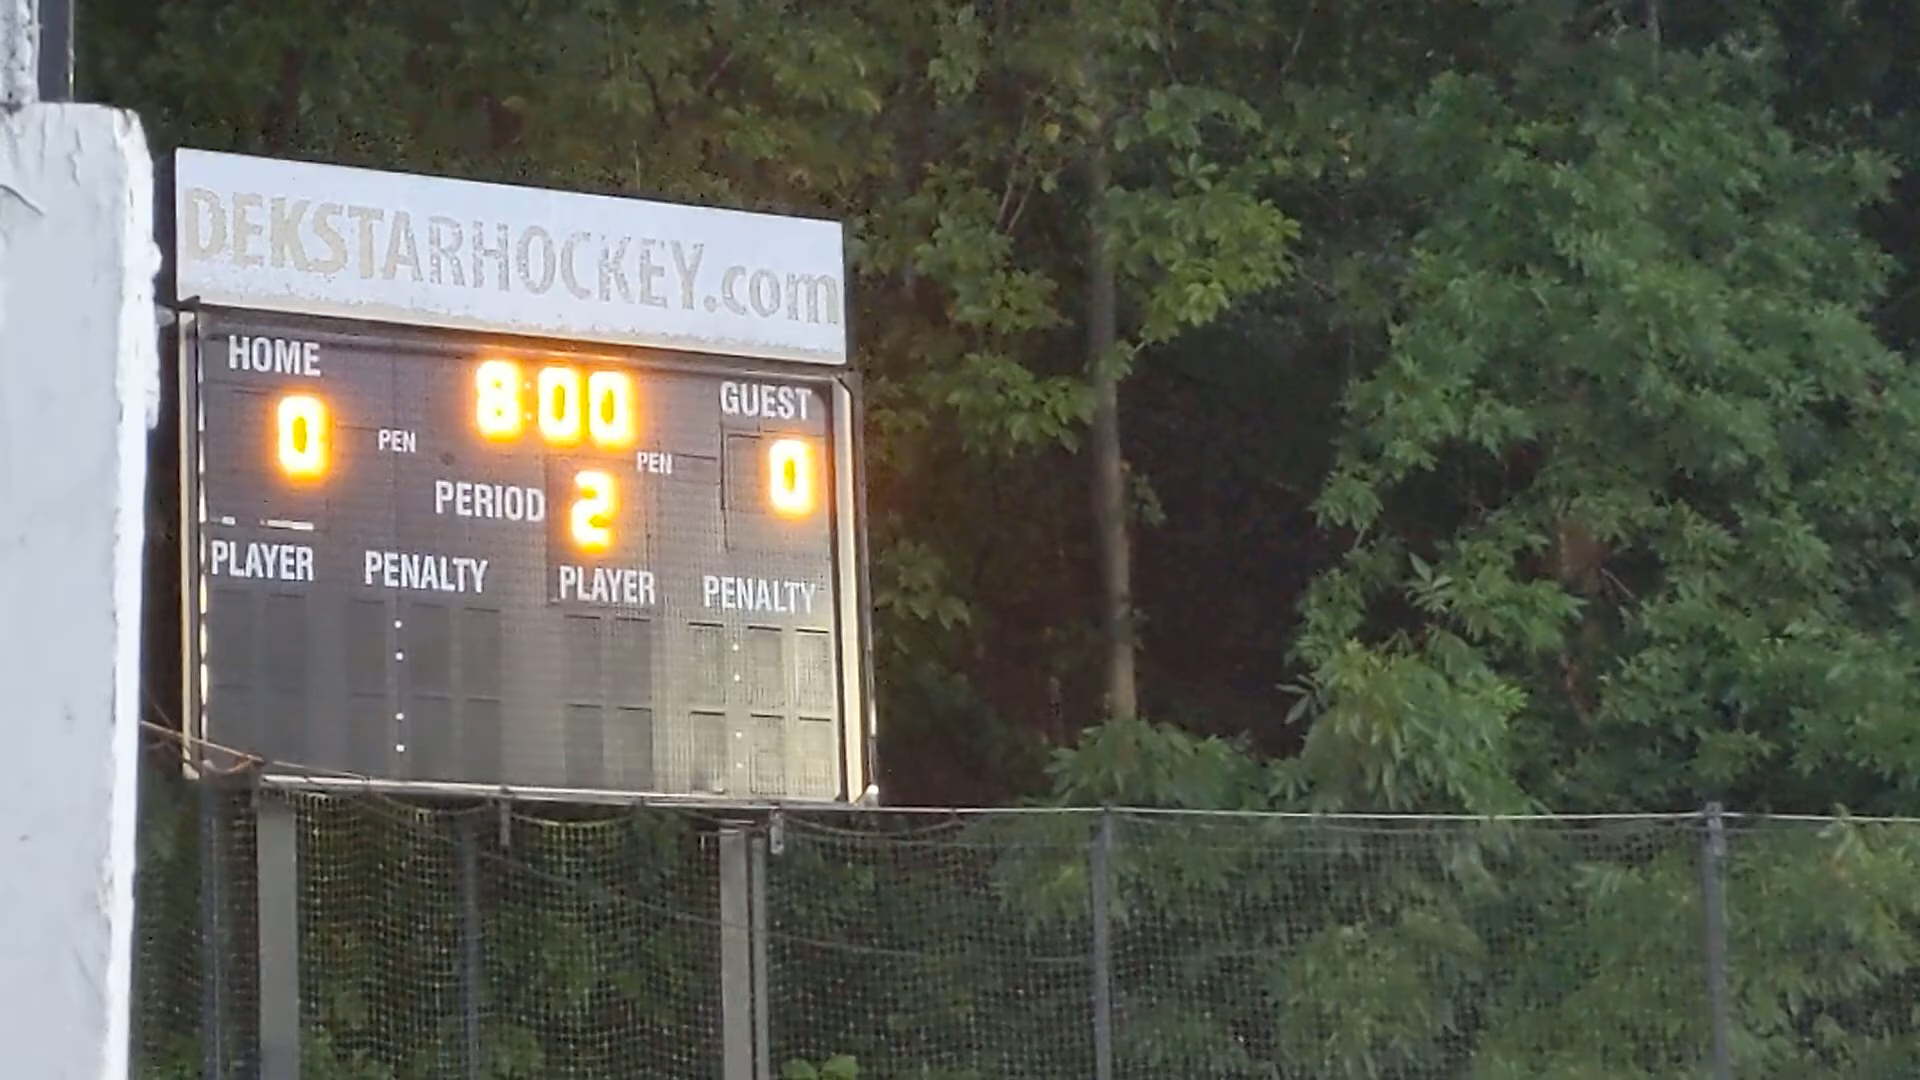 DEKSTARHOCKEY.com
HOME 8:00 GUEST
0 PEN PEN 0
PERIOD 2
PLAYER PENALTY PLAYER PENALTY